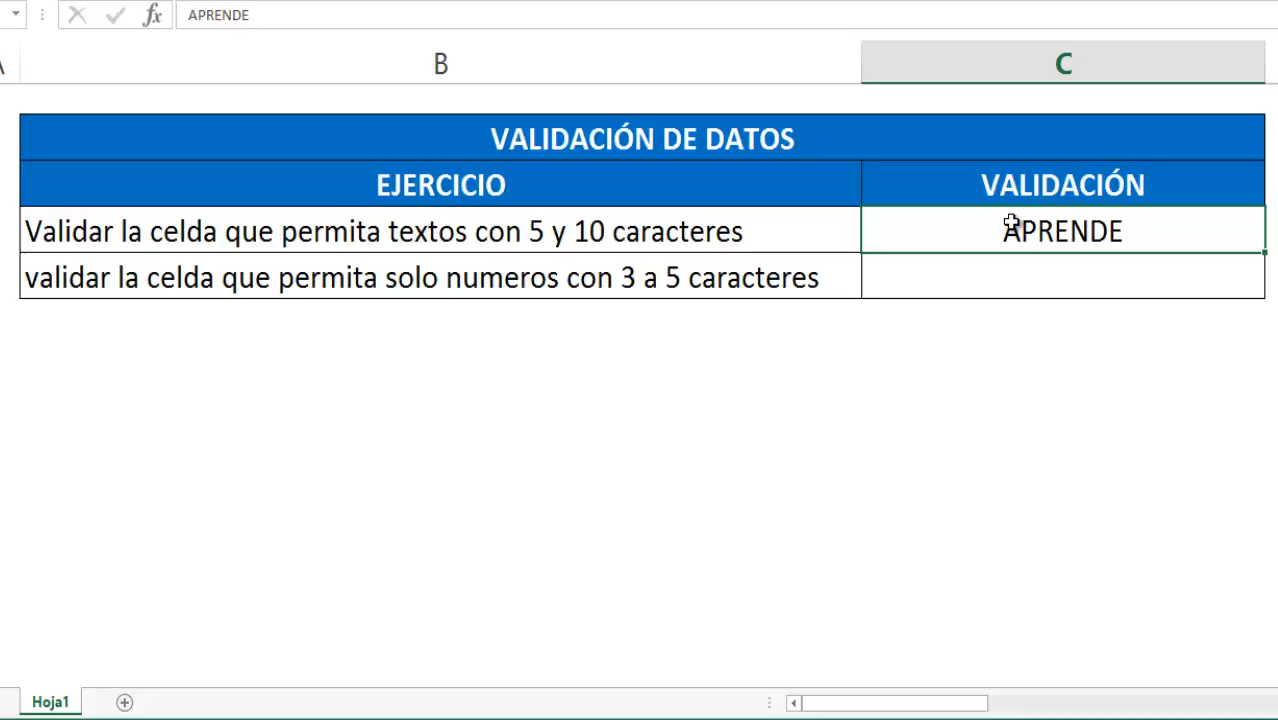 fx APRENDE
B C
VALIDACIÓN DE DATOS
EJERCICIO VALIDACIÓN
Validar la celda que permita textos con 5 y 10 caracteres APRENDE
validar la celda que permita solo numeros con 3 a 5 caracteres
Hoja1